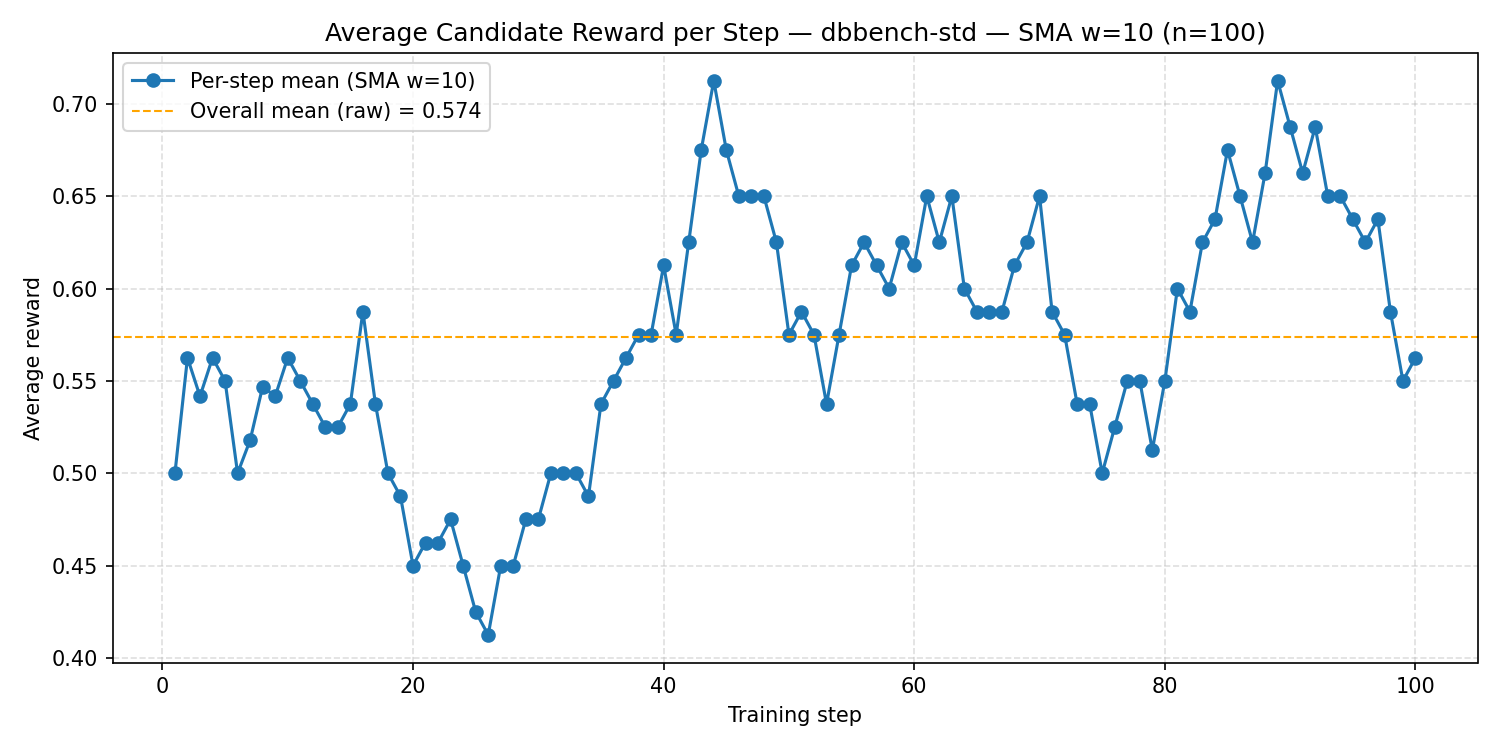 Average Candidate Reward per Step — dbbench-std — SMA w=10 (n=100)
Per-step mean (SMA w=10)
Overall mean (raw) = 0.574
Average reward
0.70
0.65
0.60
0.55
0.50
0.45
0.40
0 20 40 60 80 100
Training step